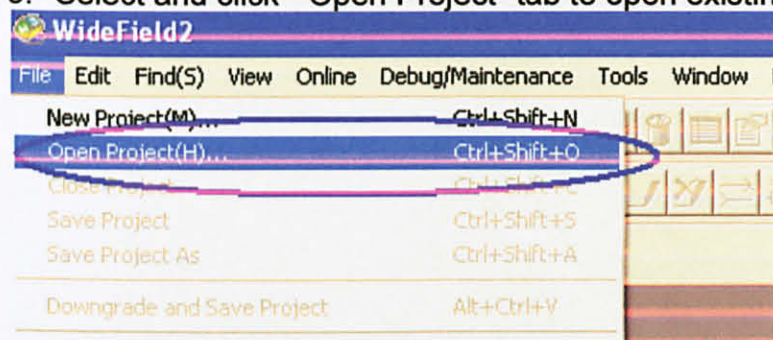 Select and click "Open Project" tab to open existin
WideField2
File Edit Find(S) View Online Debug/Maintenance Tools Window
New Project(M)... Ctrl+Shift+N
Open Project(H)... Ctrl+Shift+O
Close Project Ctrl+Shift+C
Save Project Ctrl+Shift+S
Save Project As Ctrl+Shift+A
Downgrade and Save Project Alt+Ctrl+V